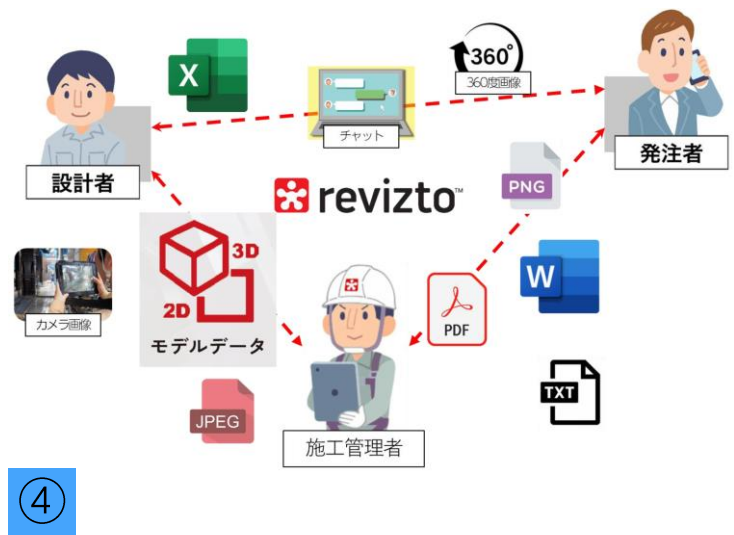 X
360°
360度画像
チャット
設計者
発注者
revizto™
PNG
3D
2D
モデルデータ
カメラ画像
W
PDF
TXT
JPEG
施工管理者
④